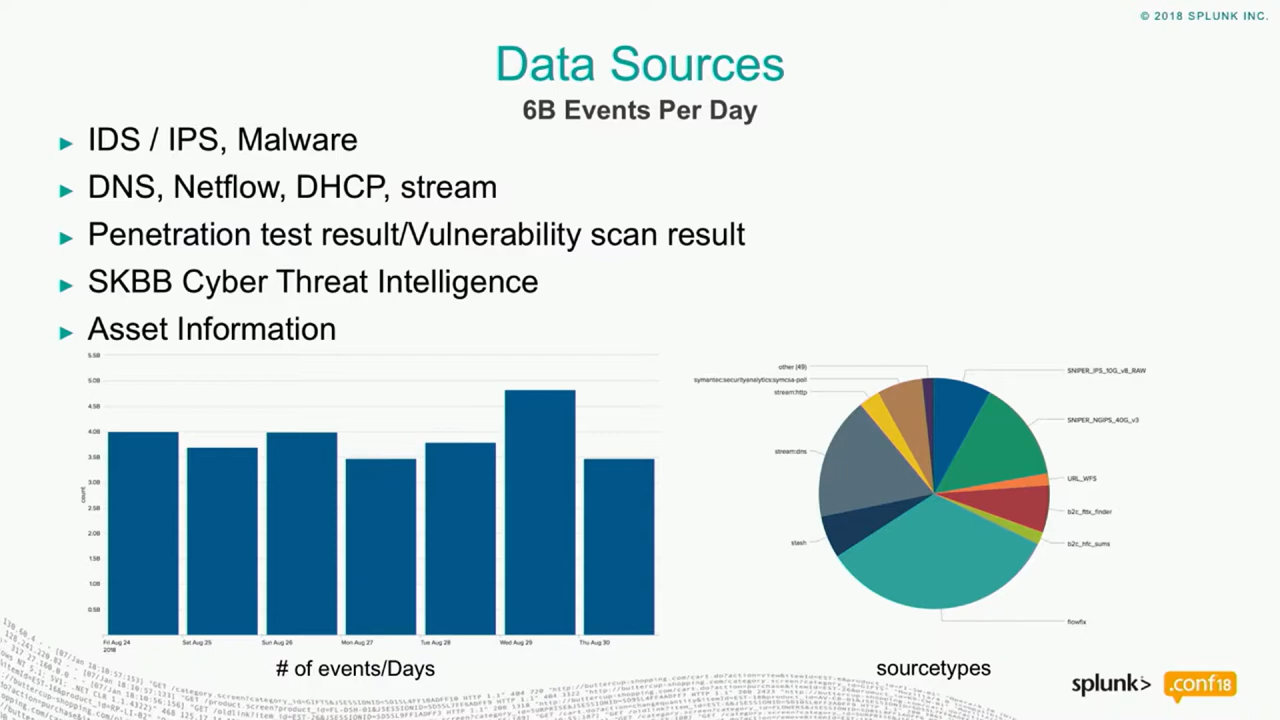 © 2018 SPLUNK INC.
Data Sources
6B Events Per Day
► IDS / IPS, Malware
► DNS, Netflow, DHCP, stream
► Penetration test result/Vulnerability scan result
► SKBB Cyber Threat Intelligence
► Asset Information
5.5B
5.0B
4.5B
4.0B
3.5B
3.0B
2.5B
2.0B
1.5B
1.0B
0.5B
count
Fri Aug 24
2018
Sat Aug 25
Sun Aug 26
Mon Aug 27
Tue Aug 28
Wed Aug 29
Thu Aug 30
# of events/Days
other (49)
symantec:securityanalytics:symcsa-poll
stream:http
stream:dns
stash
SNIPER_IPS_10G_v8_RAW
SNIPER_NGIPS_40G_v3
URL_WFS
b2c_fttx_finder
b2c_hfc_sums
flowfix
sourcetypes
splunk> .conf18